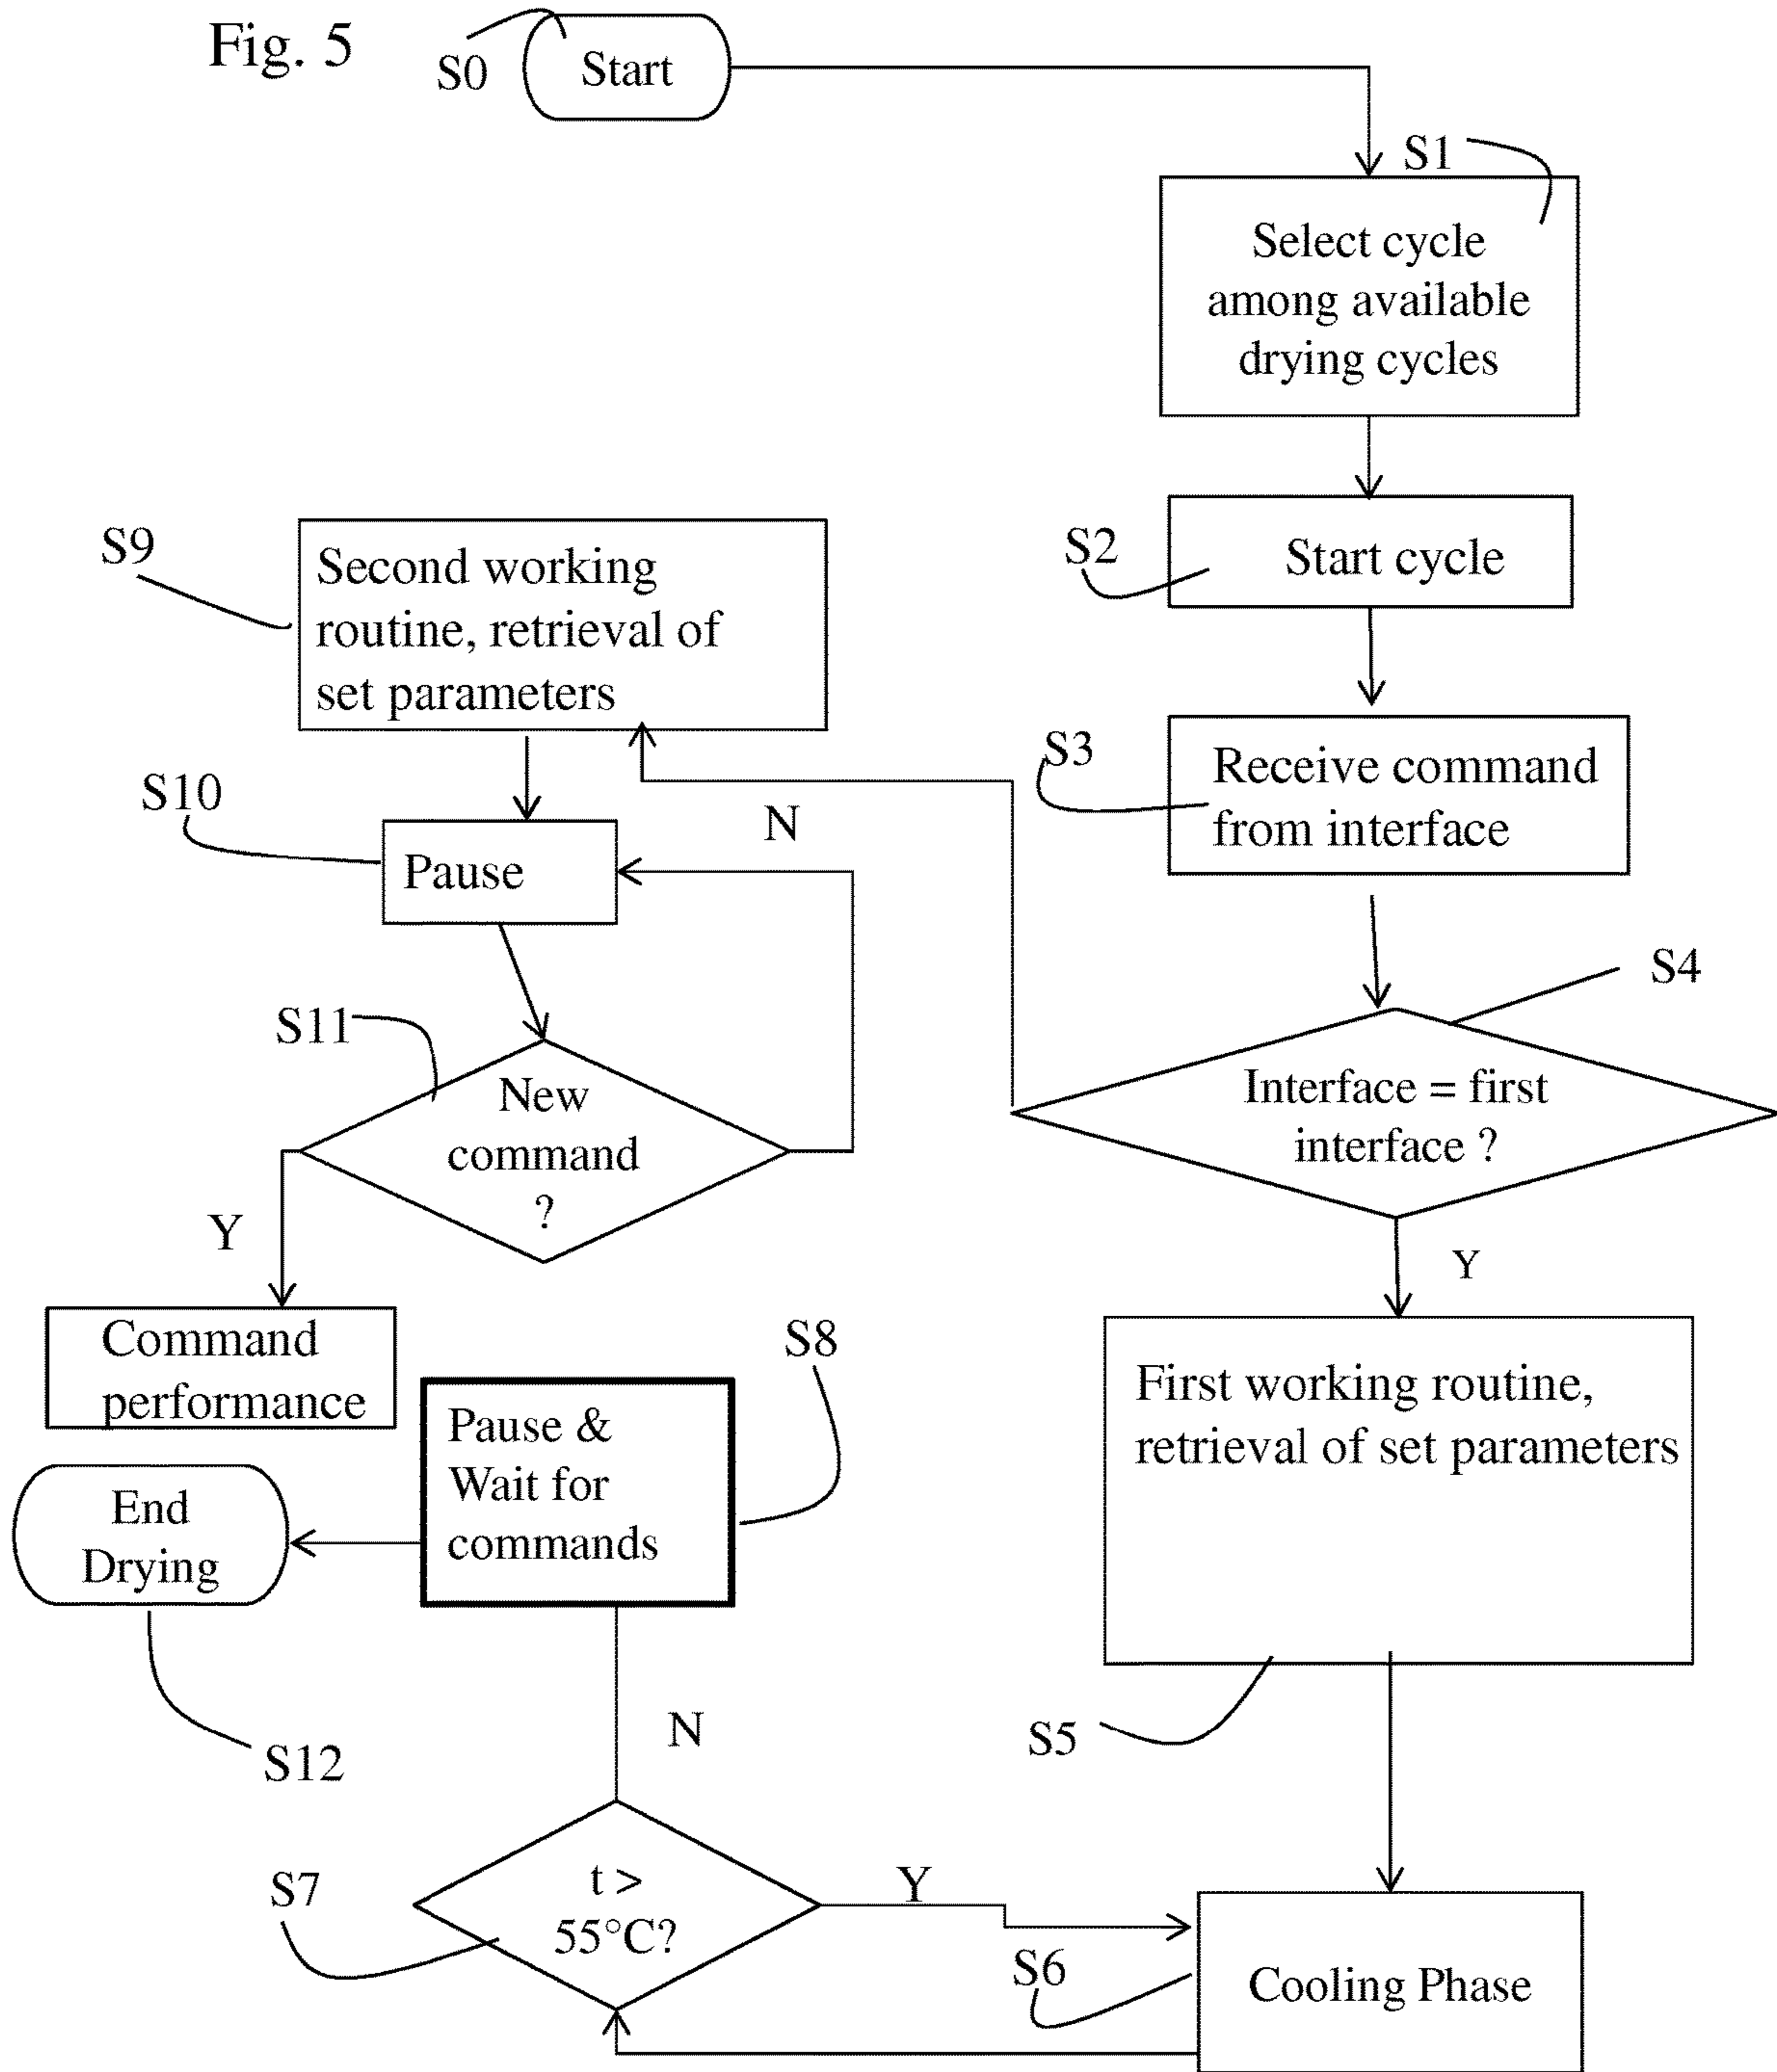 Fig. 5
S0
Start
S1
Select cycle
among available
drying cycles
S2
Start cycle
S9
Second working
routine, retrieval of
set parameters
S3
Receive command
from interface
S10
Pause
N
S4
Interface = first
interface ?
S11
New
command
?
Y
Y
Command
performance
S8
Pause &
Wait for
commands
First working routine,
retrieval of set parameters
End
Drying
S12
N
S5
S7
t >
55°C?
Y
S6
Cooling Phase